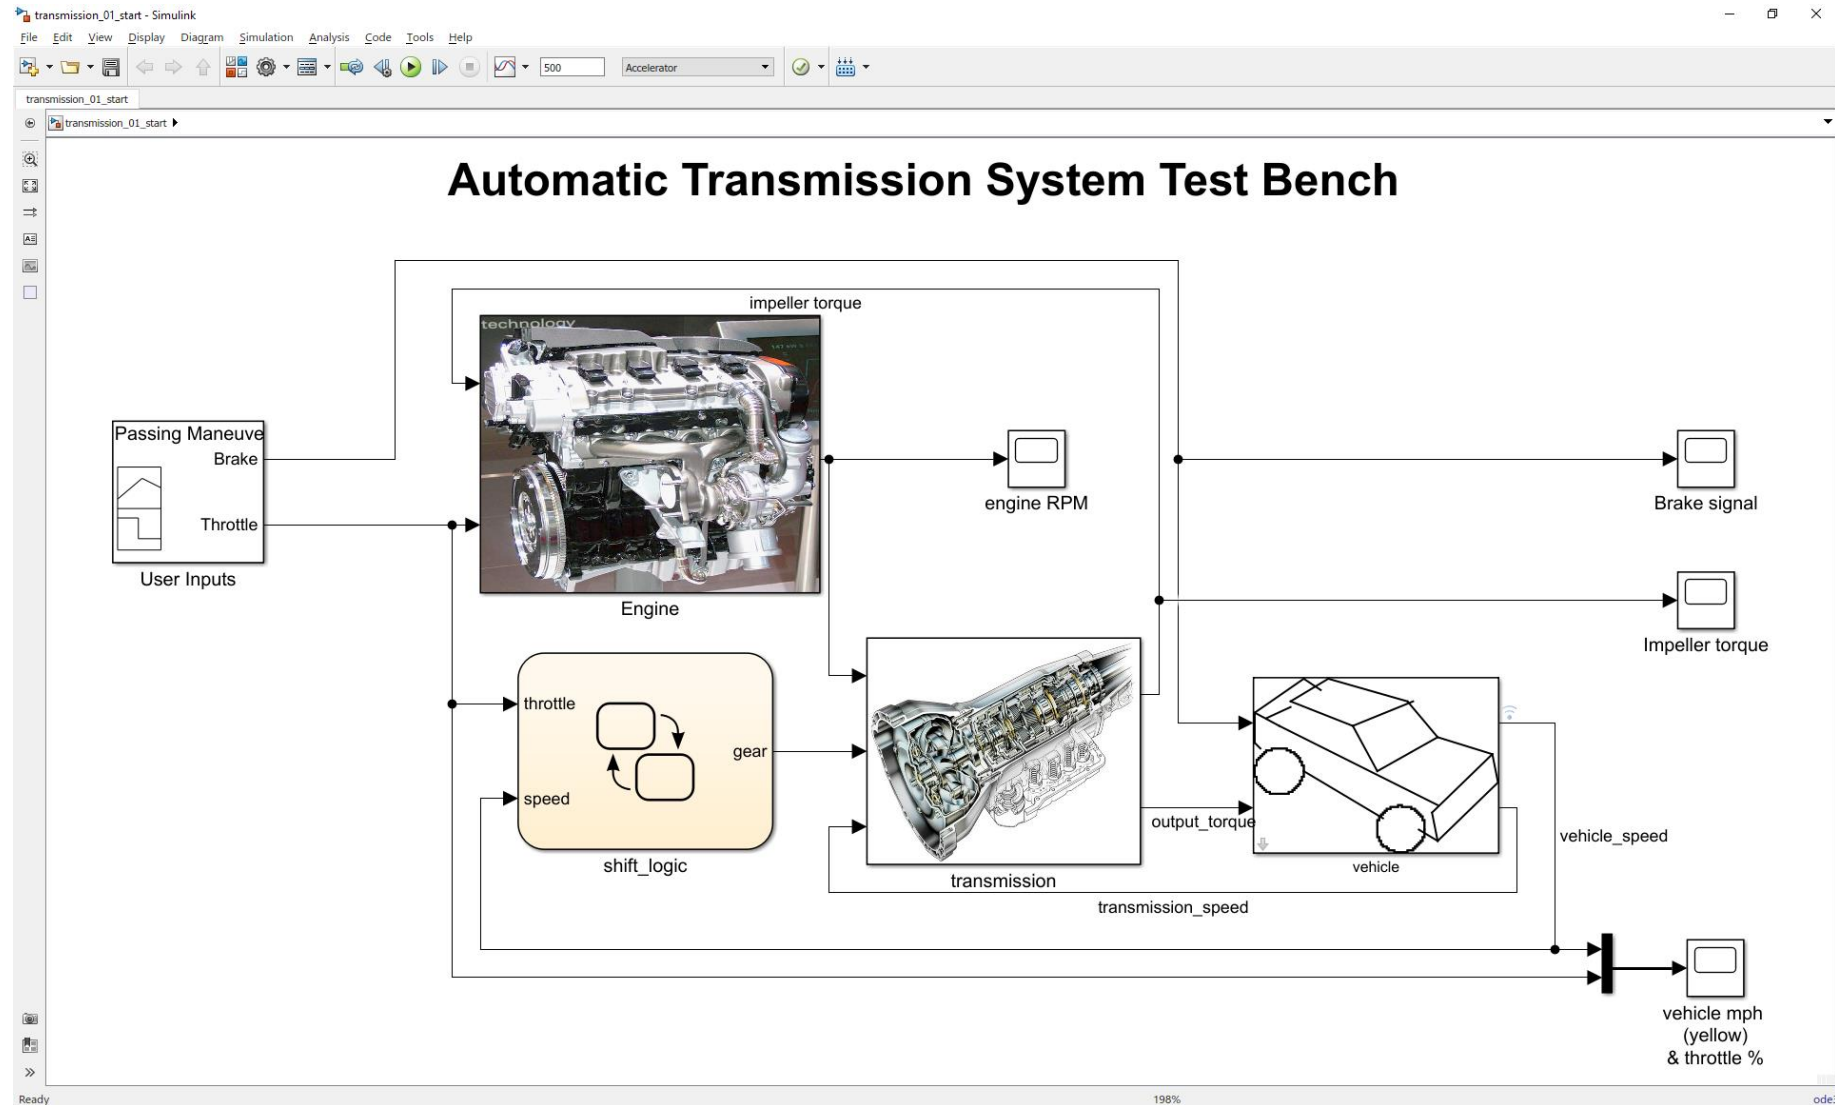 transmission_01_start - Simulink
File Edit View Display Diagram Simulation Analysis Code Tools Help
500 Accelerator
transmission_01_start
transmission_01_start
Automatic Transmission System Test Bench
impeller torque
technology
Passing Maneuve
Brake
Throttle
User Inputs
Engine
engine RPM
Brake signal
Impeller torque
throttle
gear
speed
shift_logic
transmission
output_torque
vehicle
vehicle_speed
transmission_speed
vehicle mph
(yellow)
& throttle %
Ready 198%